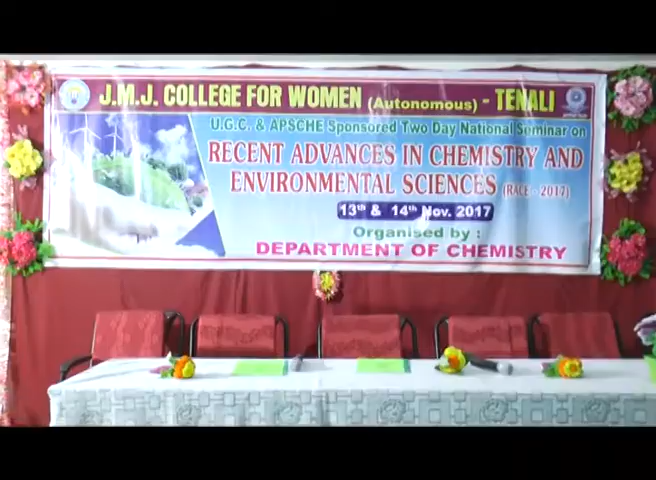 J.M.J. COLLEGE FOR WOMEN (Autonomous) - TENALI
U.G.C. & APSCHE Sponsored Two Day National Seminar on
RECENT ADVANCES IN CHEMISTRY AND
ENVIRONMENTAL SCIENCES (RACE - 2017)
13th & 14th Nov. 2017
Organised by :
DEPARTMENT OF CHEMISTRY